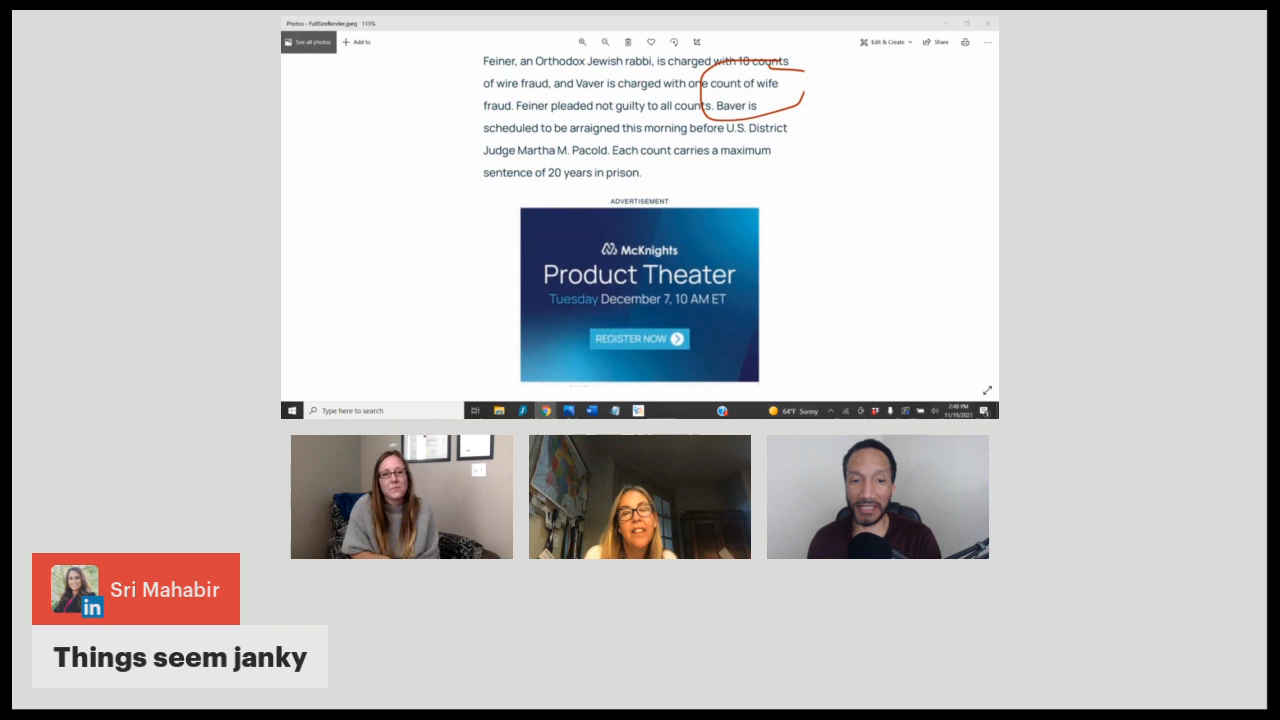 Photos - FullSizeRender.jpeg 113%
See all photos + Add to Edit & Create Share
Feiner, an Orthodox Jewish rabbi, is charged with 10 counts
of wire fraud, and Vaver is charged with one count of wife
fraud. Feiner pleaded not guilty to all counts. Baver is
scheduled to be arraigned this morning before U.S. District
Judge Martha M. Pacold. Each count carries a maximum
sentence of 20 years in prison.
ADVERTISEMENT
McKnights
Product Theater
Tuesday December 7, 10 AM ET
REGISTER NOW
Type here to search 64°F Sunny 2:46 PM
11/19/2021
Sri Mahabir
in
Things seem janky